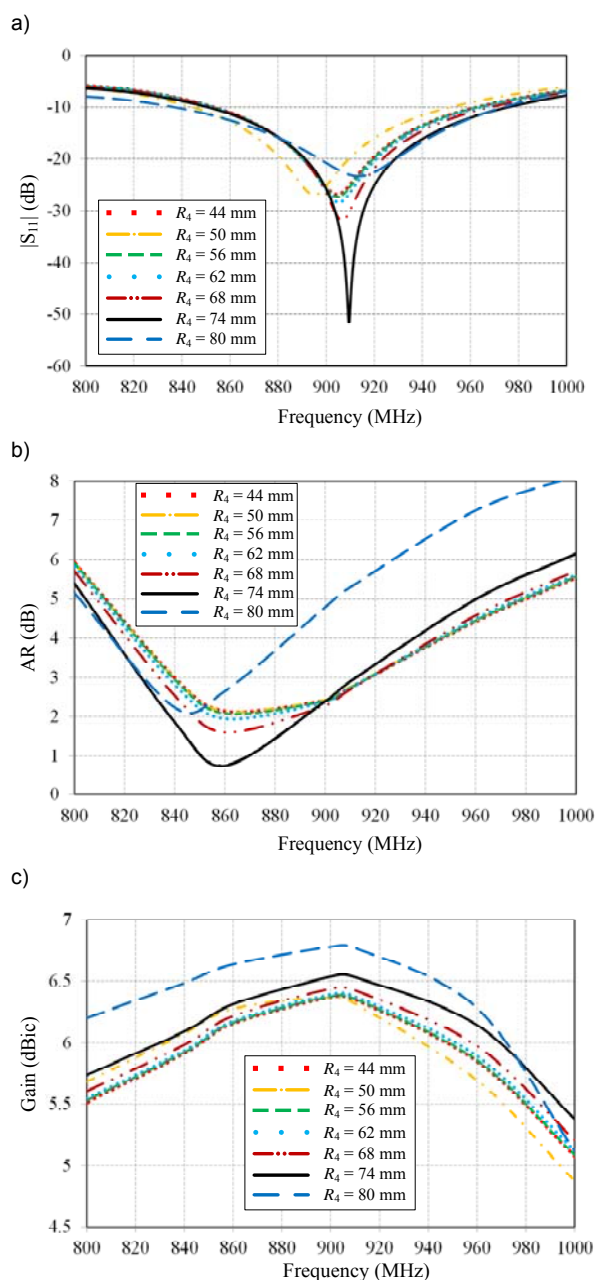 a)
0
-10
-20
-30
-40
-50
-60
|S11| (dB)
R4 = 44 mm
R4 = 50 mm
R4 = 56 mm
R4 = 62 mm
R4 = 68 mm
R4 = 74 mm
R4 = 80 mm
800 820 840 860 880 900 920 940 960 980 1000
Frequency (MHz)
b)
8
7
6
5
4
3
2
1
0
AR (dB)
R4 = 44 mm
R4 = 50 mm
R4 = 56 mm
R4 = 62 mm
R4 = 68 mm
R4 = 74 mm
R4 = 80 mm
800 820 840 860 880 900 920 940 960 980 1000
Frequency (MHz)
c)
7
6.5
6
5.5
5
4.5
Gain (dBic)
R4 = 44 mm
R4 = 50 mm
R4 = 56 mm
R4 = 62 mm
R4 = 68 mm
R4 = 74 mm
R4 = 80 mm
800 820 840 860 880 900 920 940 960 980 1000
Frequency (MHz)